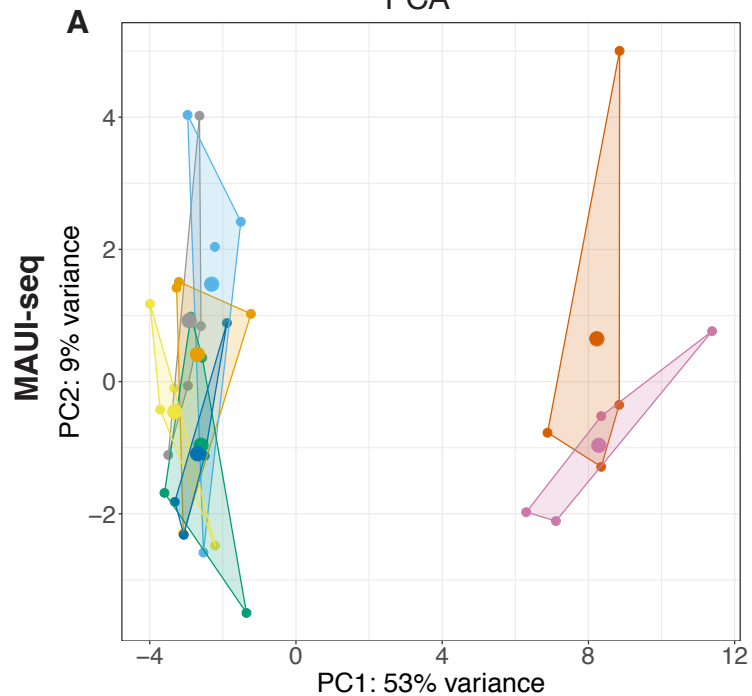 PCA
A
MAUI-seq
PC2: 9% variance
4
2
0
−2
−4
0
4
8
12
PC1: 53% variance